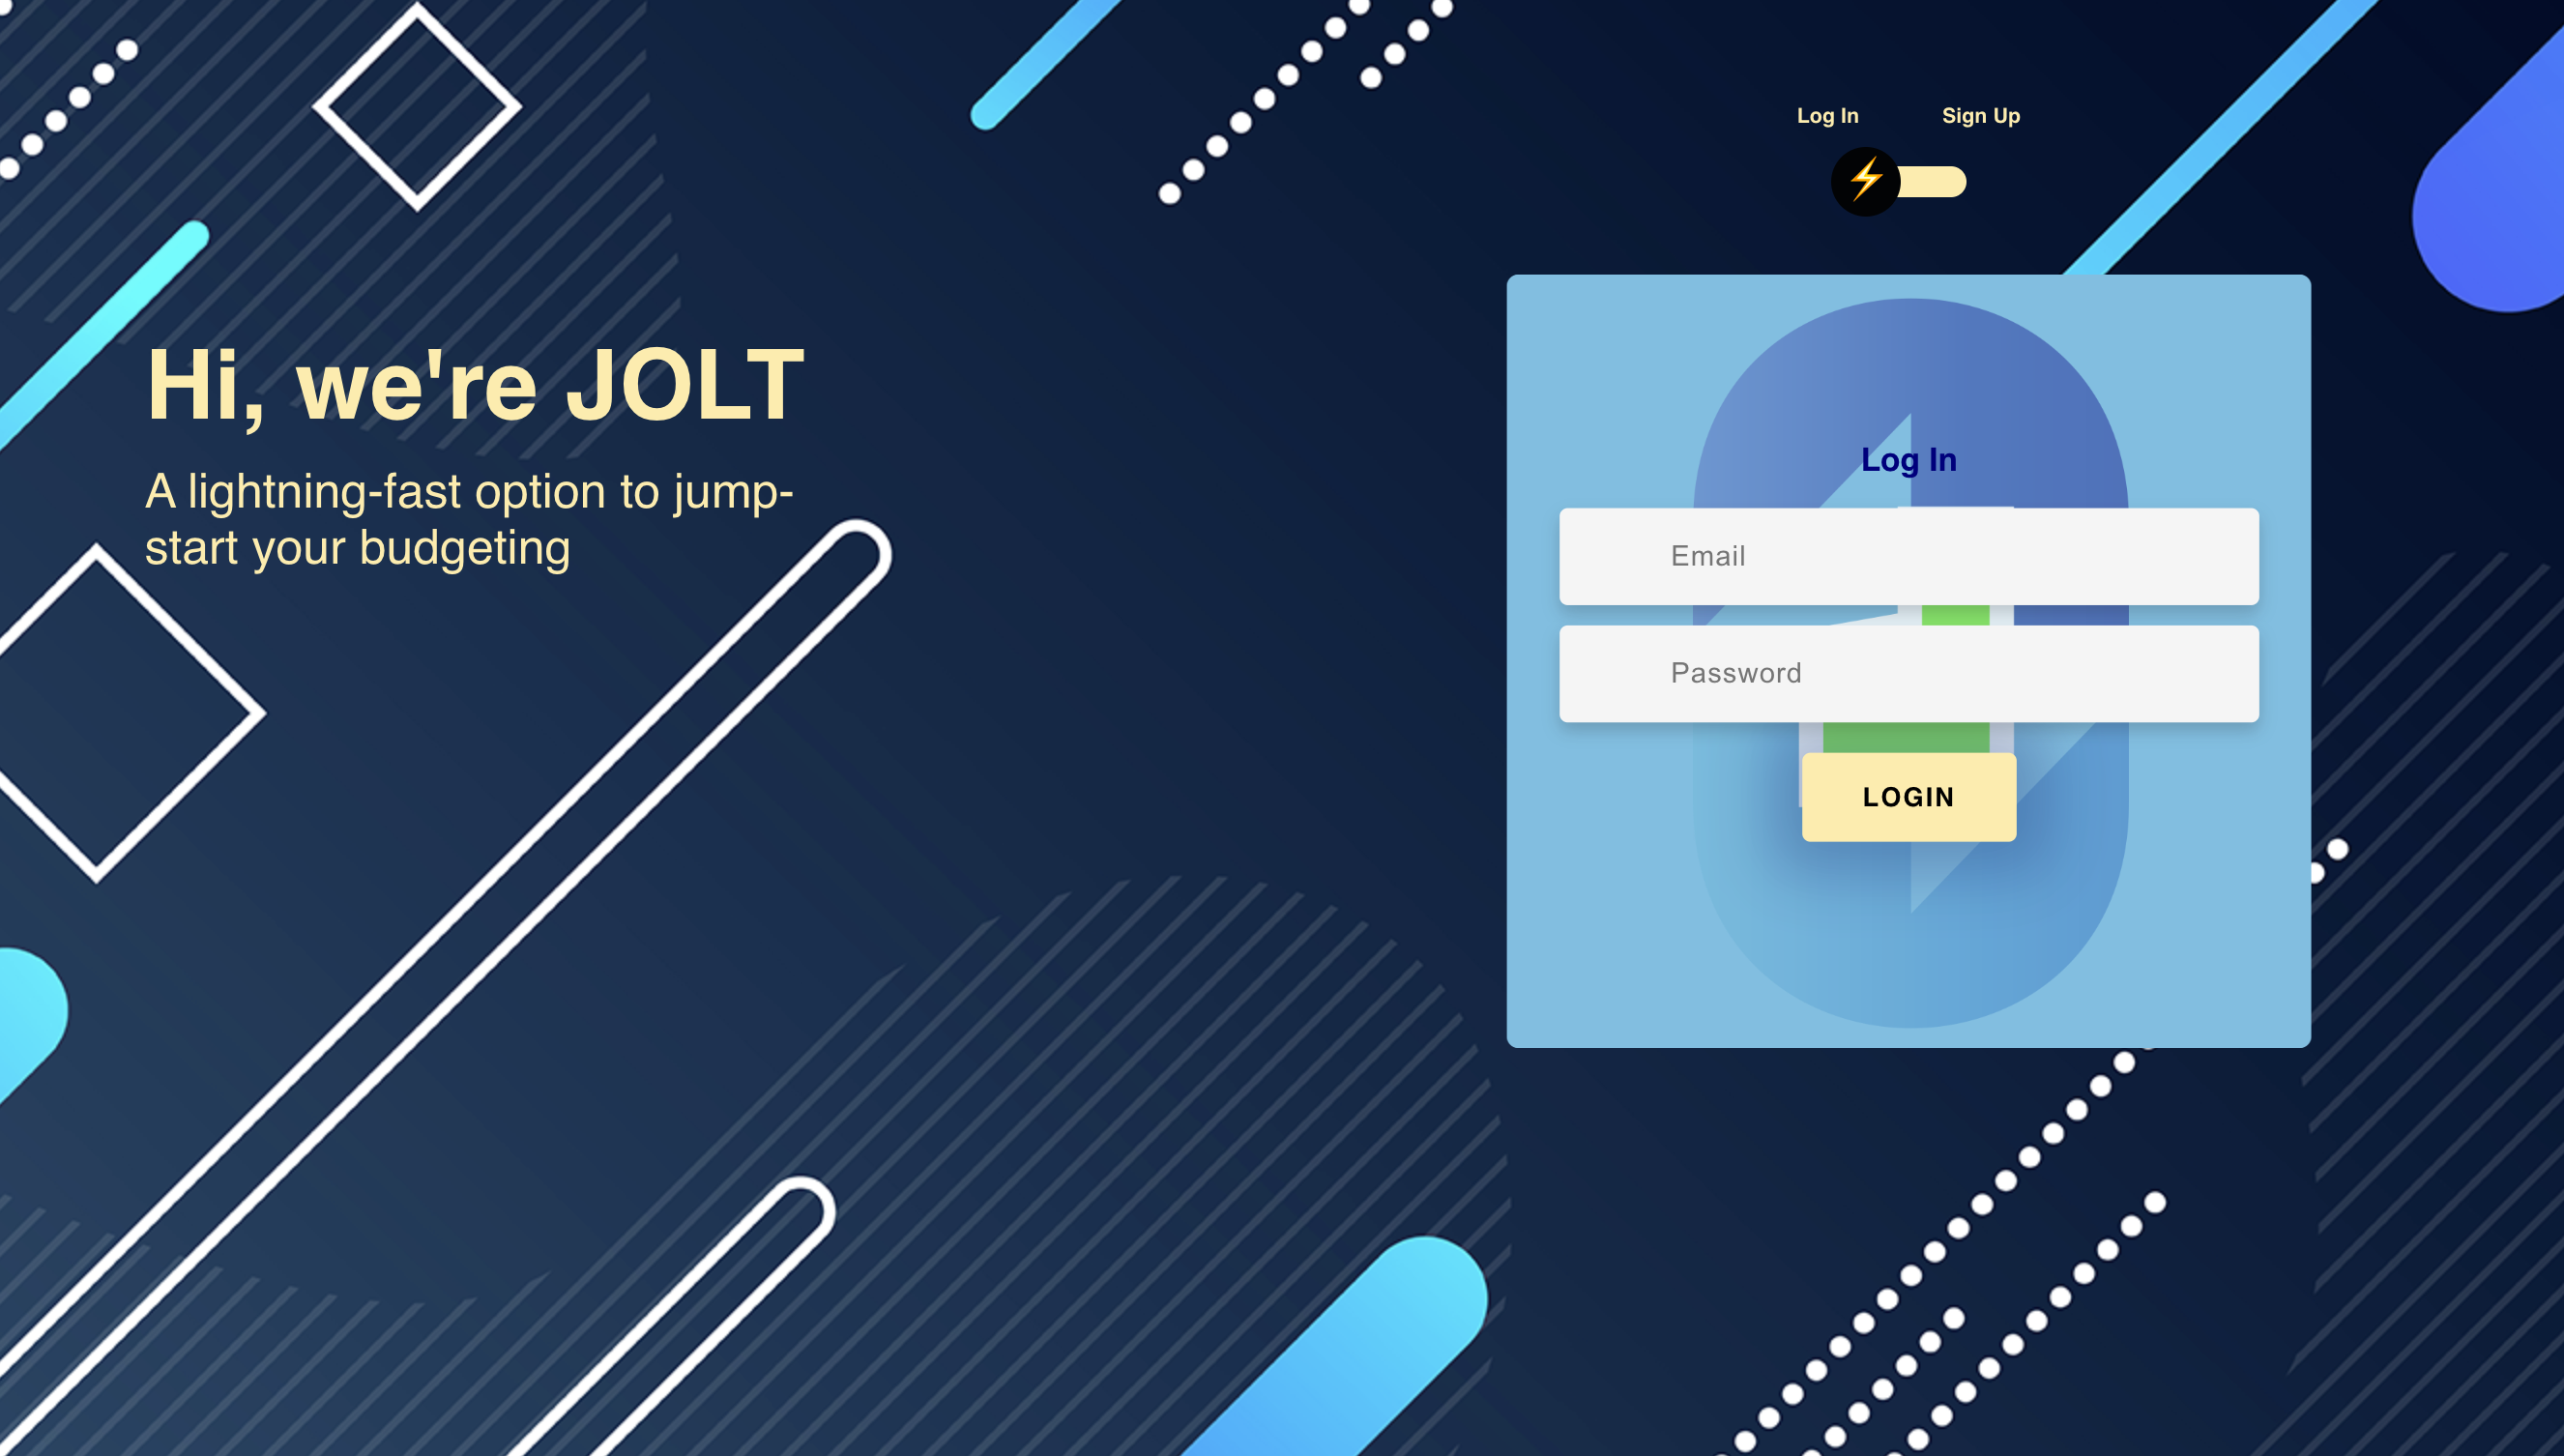 Log In
Sign Up
Hi, we're JOLT
A lightning-fast option to jump-
start your budgeting
Log In
Email
Password
LOGIN